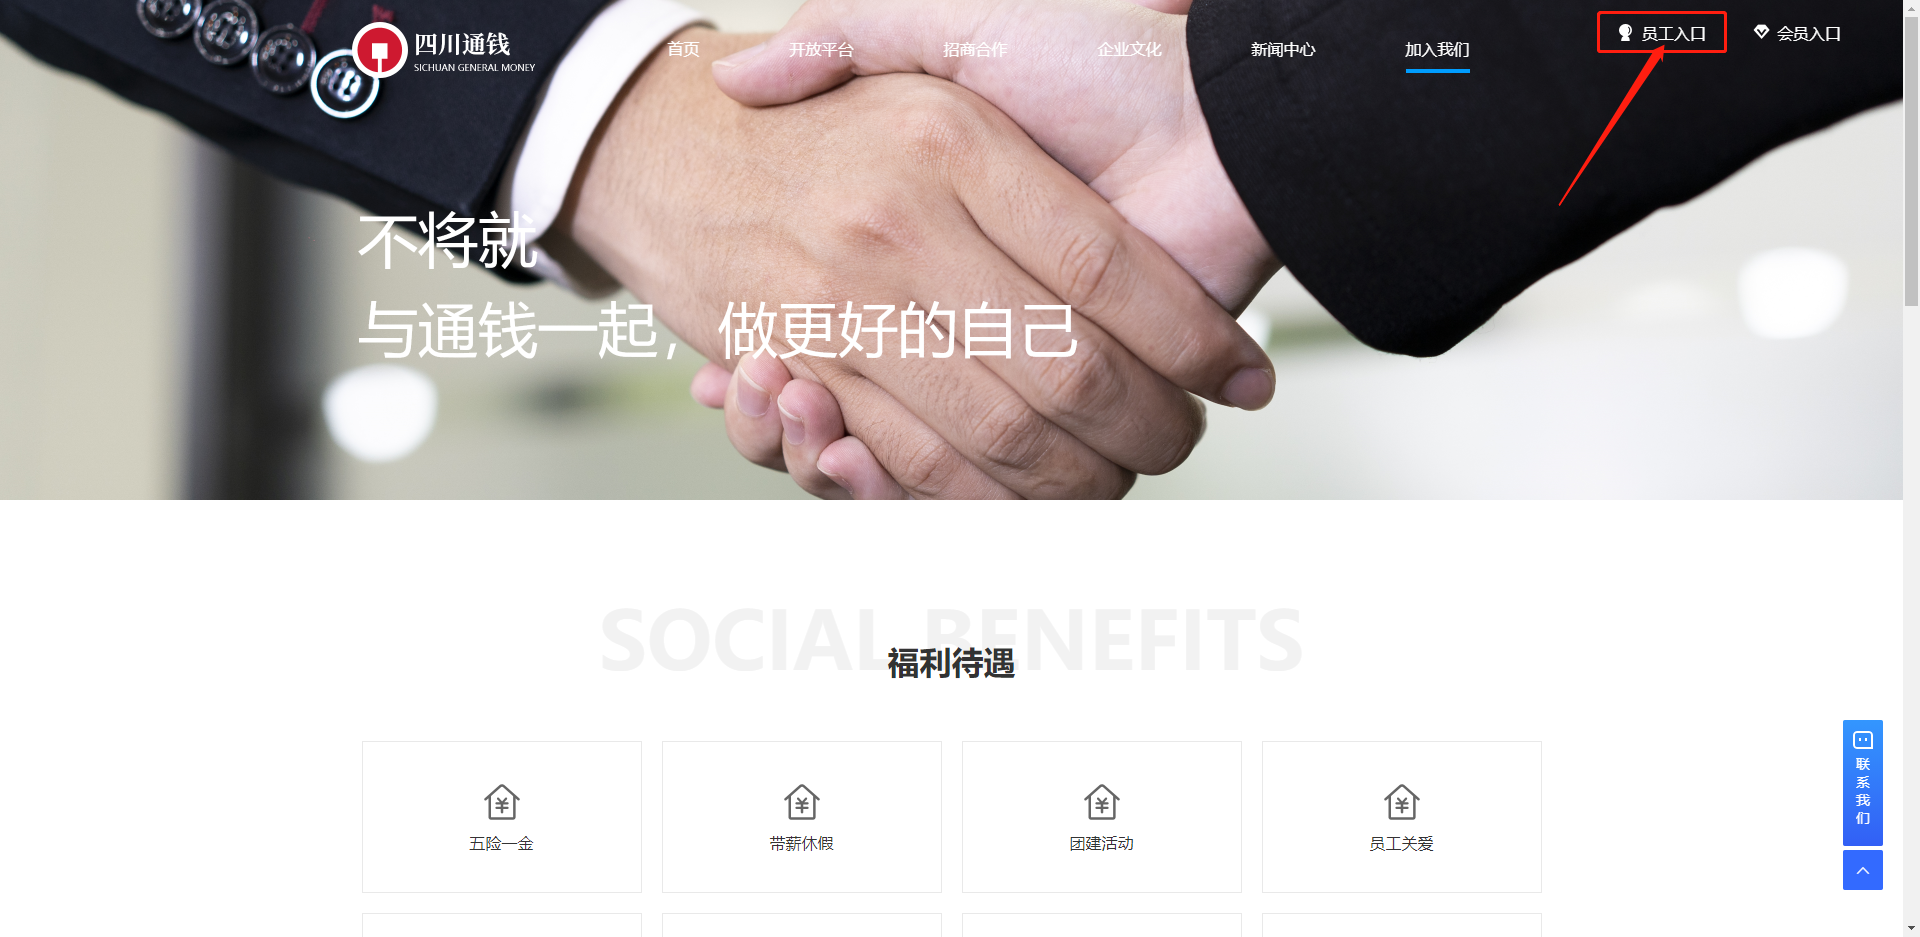 四川通钱
SICHUAN GENERAL MONEY
首页
开放平台
招商合作
企业文化
新闻中心
加入我们
员工入口
会员入口
不将就
与通钱一起，做更好的自己
SOCIAL BENEFITS
福利待遇
五险一金
带薪休假
团建活动
员工关爱
联系我们